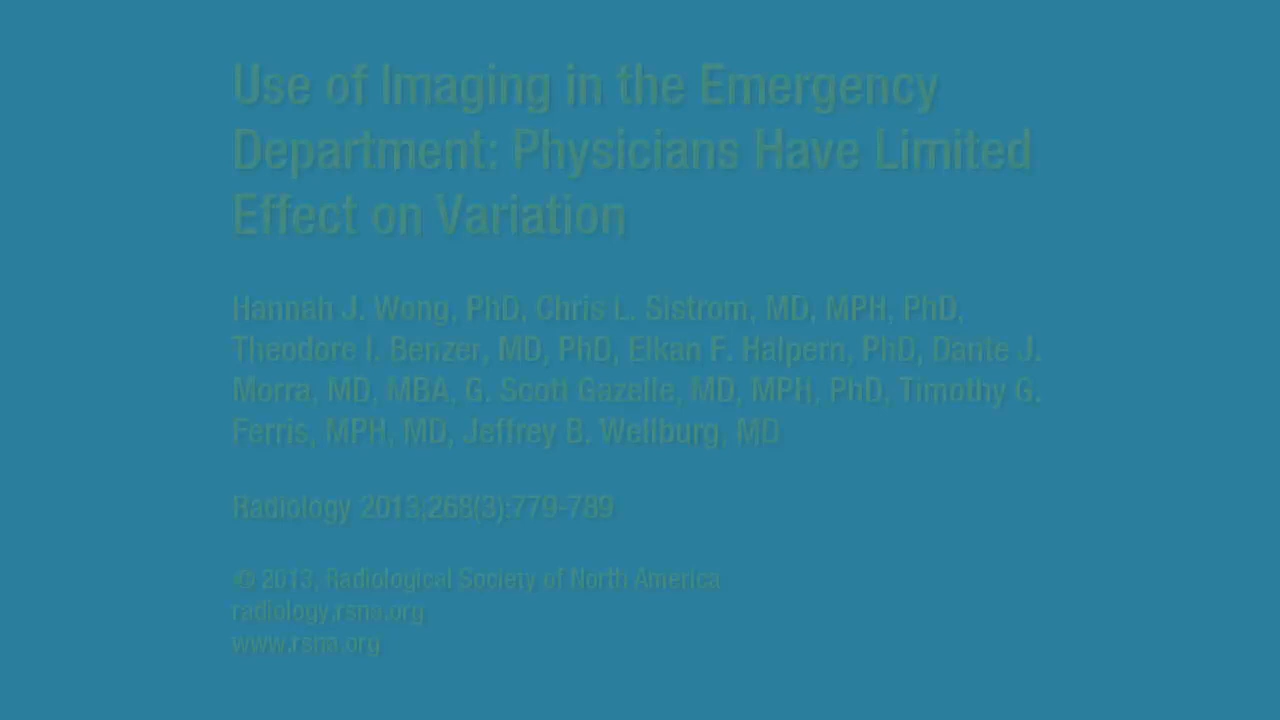 Use of Imaging in the Emergency
Department: Physicians Have Limited
Effect on Variation
Hannah J. Wong, PhD, Chris L. Sistrom, MD, MPH, PhD,
Theodore I. Benzer, MD, PhD, Elkan F. Halpern, PhD, Dante J.
Morra, MD, MBA, G. Scott Gazelle, MD, MPH, PhD, Timothy G.
Ferris, MPH, MD, Jeffrey B. Wellburg, MD
Radiology 2013;268(3):779-789
© 2013, Radiological Society of North America
radiology.rsna.org
www.rsna.org